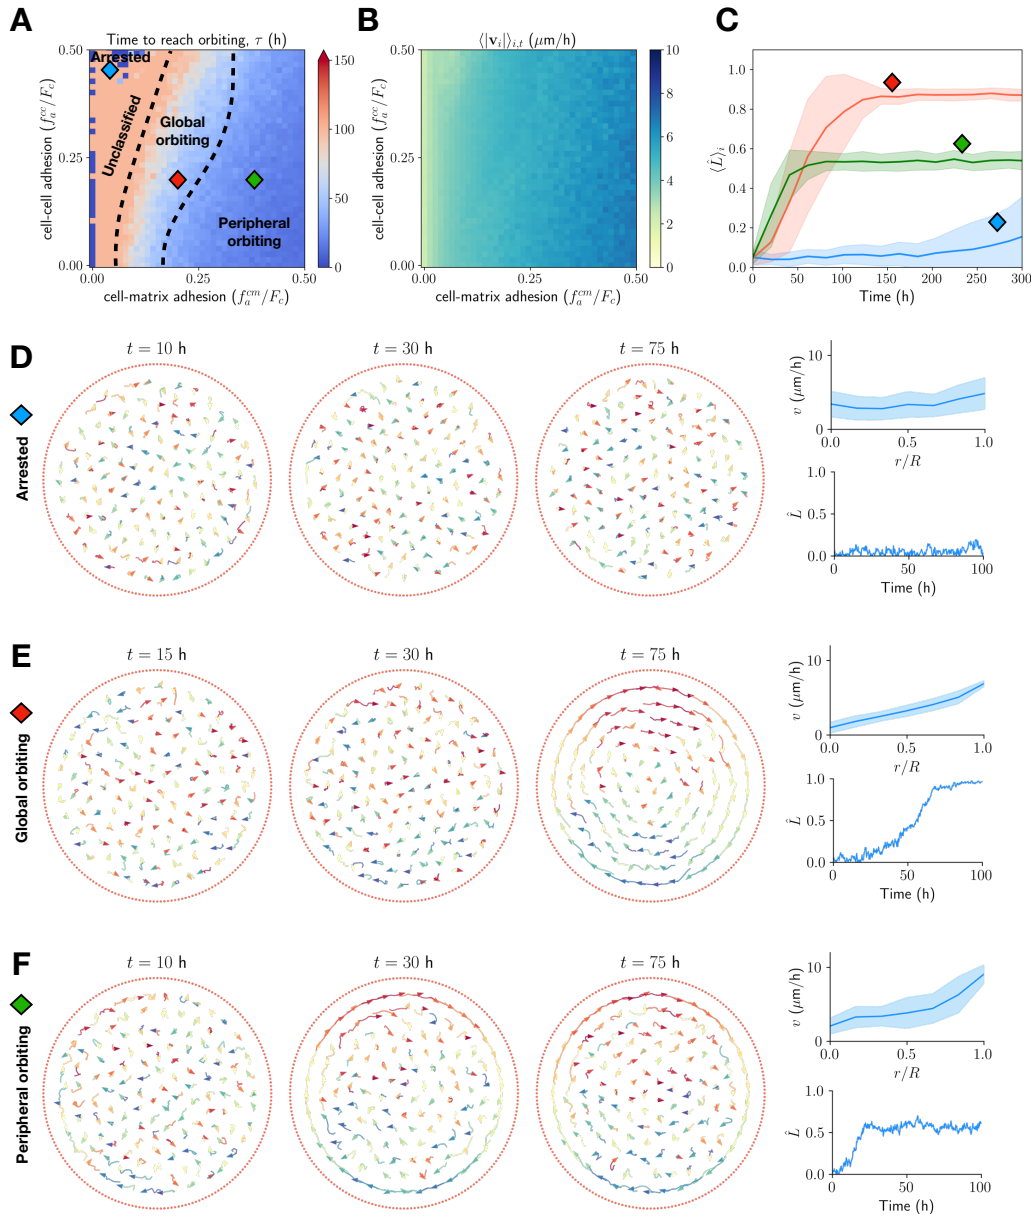 A
Time to reach orbiting, τ (h)
0.50
0.25
0.00
cell-cell adhesion (f_a^{cc}/F_c)
Arrested
Unclassified
Global
orbiting
Peripheral
orbiting
0.00 0.25 0.50
cell-matrix adhesion (f_a^{cm}/F_c)
150
100
50
0
B
⟨|v_i|⟩_{i,t} (μm/h)
0.50
0.25
0.00
cell-cell adhesion (f_a^{cc}/F_c)
0.00 0.25 0.50
cell-matrix adhesion (f_a^{cm}/F_c)
10
8
6
4
2
0
C
1.0
0.8
0.6
0.4
0.2
0.0
⟨L̂⟩_i
0 50 100 150 200 250 300
Time (h)
D
Arrested
t = 10 h
t = 30 h
t = 75 h
10
0
v (μm/h)
0.0 0.5 1.0
r/R
1.0
0.5
0.0
L̂
0 50 100
Time (h)
E
Global orbiting
t = 15 h
t = 30 h
t = 75 h
10
0
v (μm/h)
0.0 0.5 1.0
r/R
1.0
0.5
0.0
L̂
0 50 100
Time (h)
F
Peripheral orbiting
t = 10 h
t = 30 h
t = 75 h
10
0
v (μm/h)
0.0 0.5 1.0
r/R
1.0
0.5
0.0
L̂
0 50 100
Time (h)